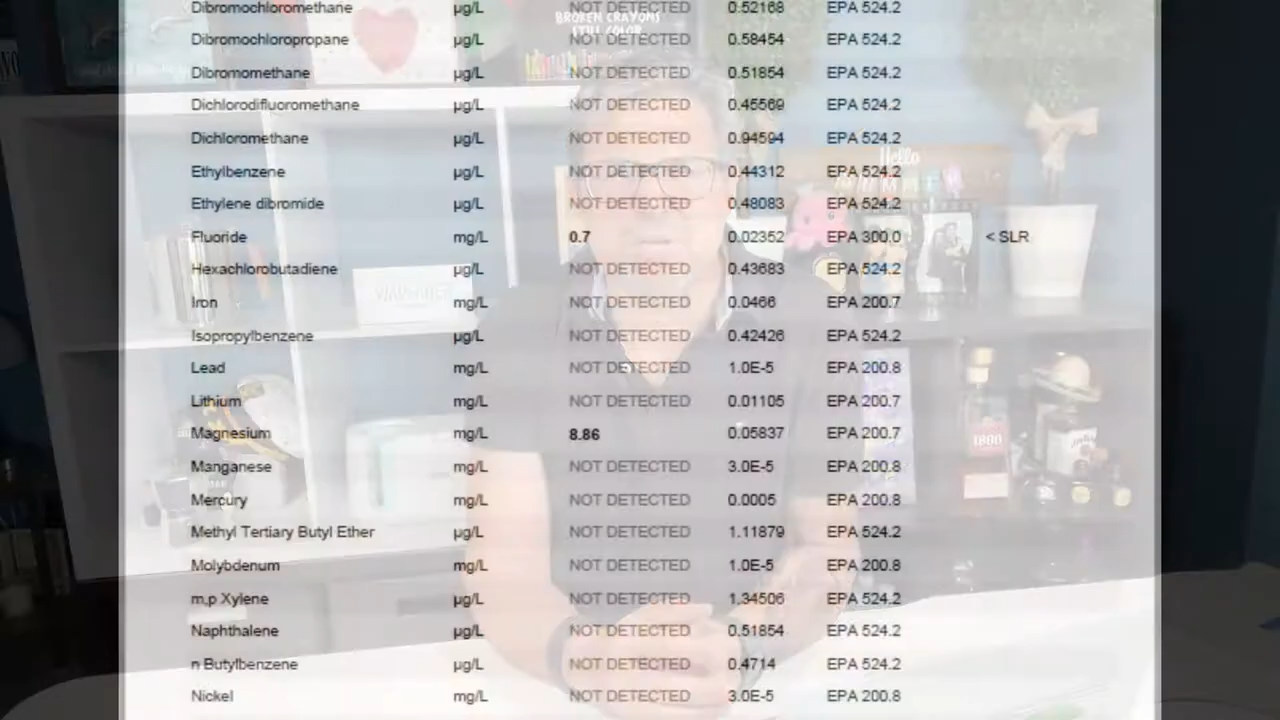 Dibromochloromethane µg/L NOT DETECTED 0.52168 EPA 524.2
BROKEN CRAYONS
STILL COLOR
Dibromochloropropane µg/L NOT DETECTED 0.58454 EPA 524.2
Dibromomethane µg/L NOT DETECTED 0.51854 EPA 524.2
Dichlorodifluoromethane µg/L NOT DETECTED 0.45569 EPA 524.2
Dichloromethane µg/L NOT DETECTED 0.94594 EPA 524.2
Hello
Ethylbenzene µg/L NOT DETECTED 0.44312 EPA 524.2
Ethylene dibromide µg/L NOT DETECTED 0.48083 EPA 524.2
Fluoride mg/L 0.7 0.02352 EPA 300.0 < SLR
Hexachlorobutadiene µg/L NOT DETECTED 0.43683 EPA 524.2
Iron mg/L NOT DETECTED 0.0466 EPA 200.7
Isopropylbenzene µg/L NOT DETECTED 0.42426 EPA 524.2
Lead mg/L NOT DETECTED 1.0E-5 EPA 200.8
Lithium mg/L NOT DETECTED 0.01105 EPA 200.7
Magnesium mg/L 8.86 0.05837 EPA 200.7
1800
Manganese mg/L NOT DETECTED 3.0E-5 EPA 200.8
Mercury mg/L NOT DETECTED 0.0005 EPA 200.8
Methyl Tertiary Butyl Ether µg/L NOT DETECTED 1.11879 EPA 524.2
Molybdenum mg/L NOT DETECTED 1.0E-5 EPA 200.8
m,p Xylene µg/L NOT DETECTED 1.34506 EPA 524.2
Naphthalene µg/L NOT DETECTED 0.51854 EPA 524.2
n Butylbenzene µg/L NOT DETECTED 0.4714 EPA 524.2
Nickel mg/L NOT DETECTED 3.0E-5 EPA 200.8